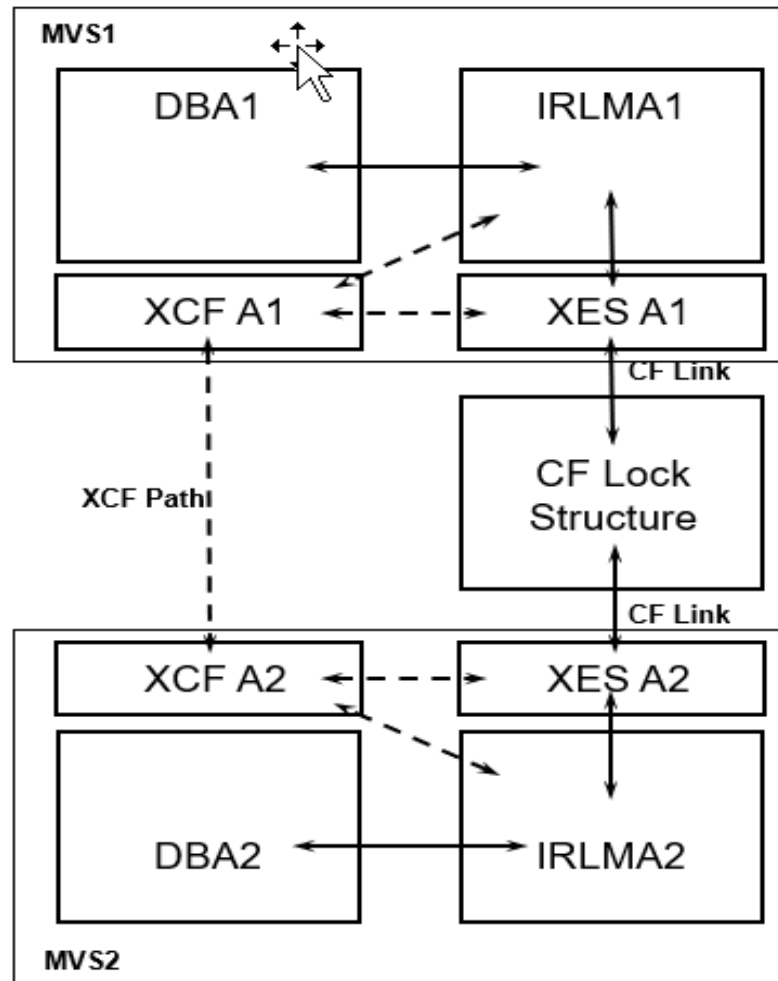 MVS1
DBA1
IRLMA1
XCF A1
XES A1
CF Link
CF Lock
Structure
XCF Path
CF Link
XCF A2
XES A2
DBA2
IRLMA2
MVS2